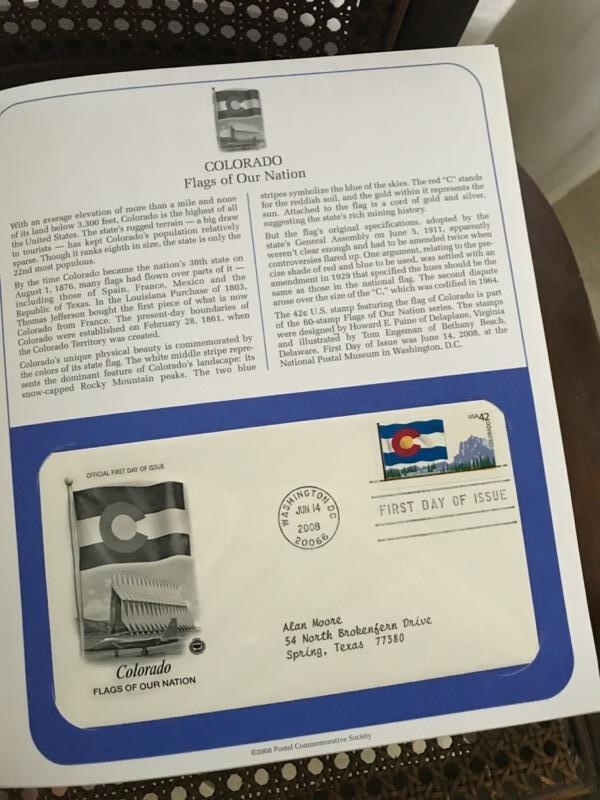 COLORADO
Flags of Our Nation
With an average elevation of more than a mile and none
of its land below 3,300 feet, Colorado is the highest of all
the United States. The state's rugged terrain — a big draw
to tourists — has kept Colorado's population relatively
sparse. Though it ranks eighth in size, the state is only the
22nd most populous.
By the time Colorado became the nation's 38th state on
August 1, 1876, many flags had flown over parts of it —
including those of Spain, France, Mexico and the
Republic of Texas. In the Louisiana Purchase of 1803,
Thomas Jefferson bought the first piece of what is now
Colorado from France. The present-day boundaries of
Colorado were established on February 28, 1861, when
the Colorado Territory was created.
Colorado's unique physical beauty is commemorated by
the colors of its state flag. The white middle stripe repre-
sents the dominant feature of Colorado's landscape: its
snow-capped Rocky Mountain peaks. The two blue
stripes symbolize the blue of the skies. The red "C" stands
for the reddish soil, and the gold within it represents the
sun. Attached to the flag is a cord of gold and silver,
suggesting the state's rich mining history.
But the flag's original specifications, adopted by the
state's General Assembly on June 5, 1911, apparently
weren't clear enough and had to be amended twice when
controversies flared up. One argument, relating to the pre-
cise shade of red and blue to be used, was settled with an
amendment in 1929 that specified the hues should be the
same as those in the national flag. The second dispute
arose over the size of the "C," which was codified in 1964.
The 42¢ U.S. stamp featuring the flag of Colorado is part
of the 60-stamp Flags of Our Nation series. The stamps
were designed by Howard E. Paine of Delaplane, Virginia
and illustrated by Tom Engeman of Bethany Beach,
Delaware. First Day of Issue was June 14, 2008, at the
National Postal Museum in Washington, D.C.
OFFICIAL FIRST DAY OF ISSUE
USA 42
COLORADO
WASHINGTON DC
JUN 14
2008
20066
FIRST DAY OF ISSUE
Alan Moore
54 North Brokenfern Drive
Spring, Texas 77380
Colorado
FLAGS OF OUR NATION
©2008 Postal Commemorative Society